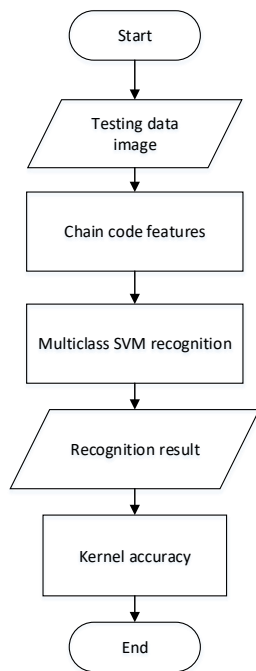 Start
Testing data
image
Chain code features
Multiclass SVM recognition
Recognition result
Kernel accuracy
End